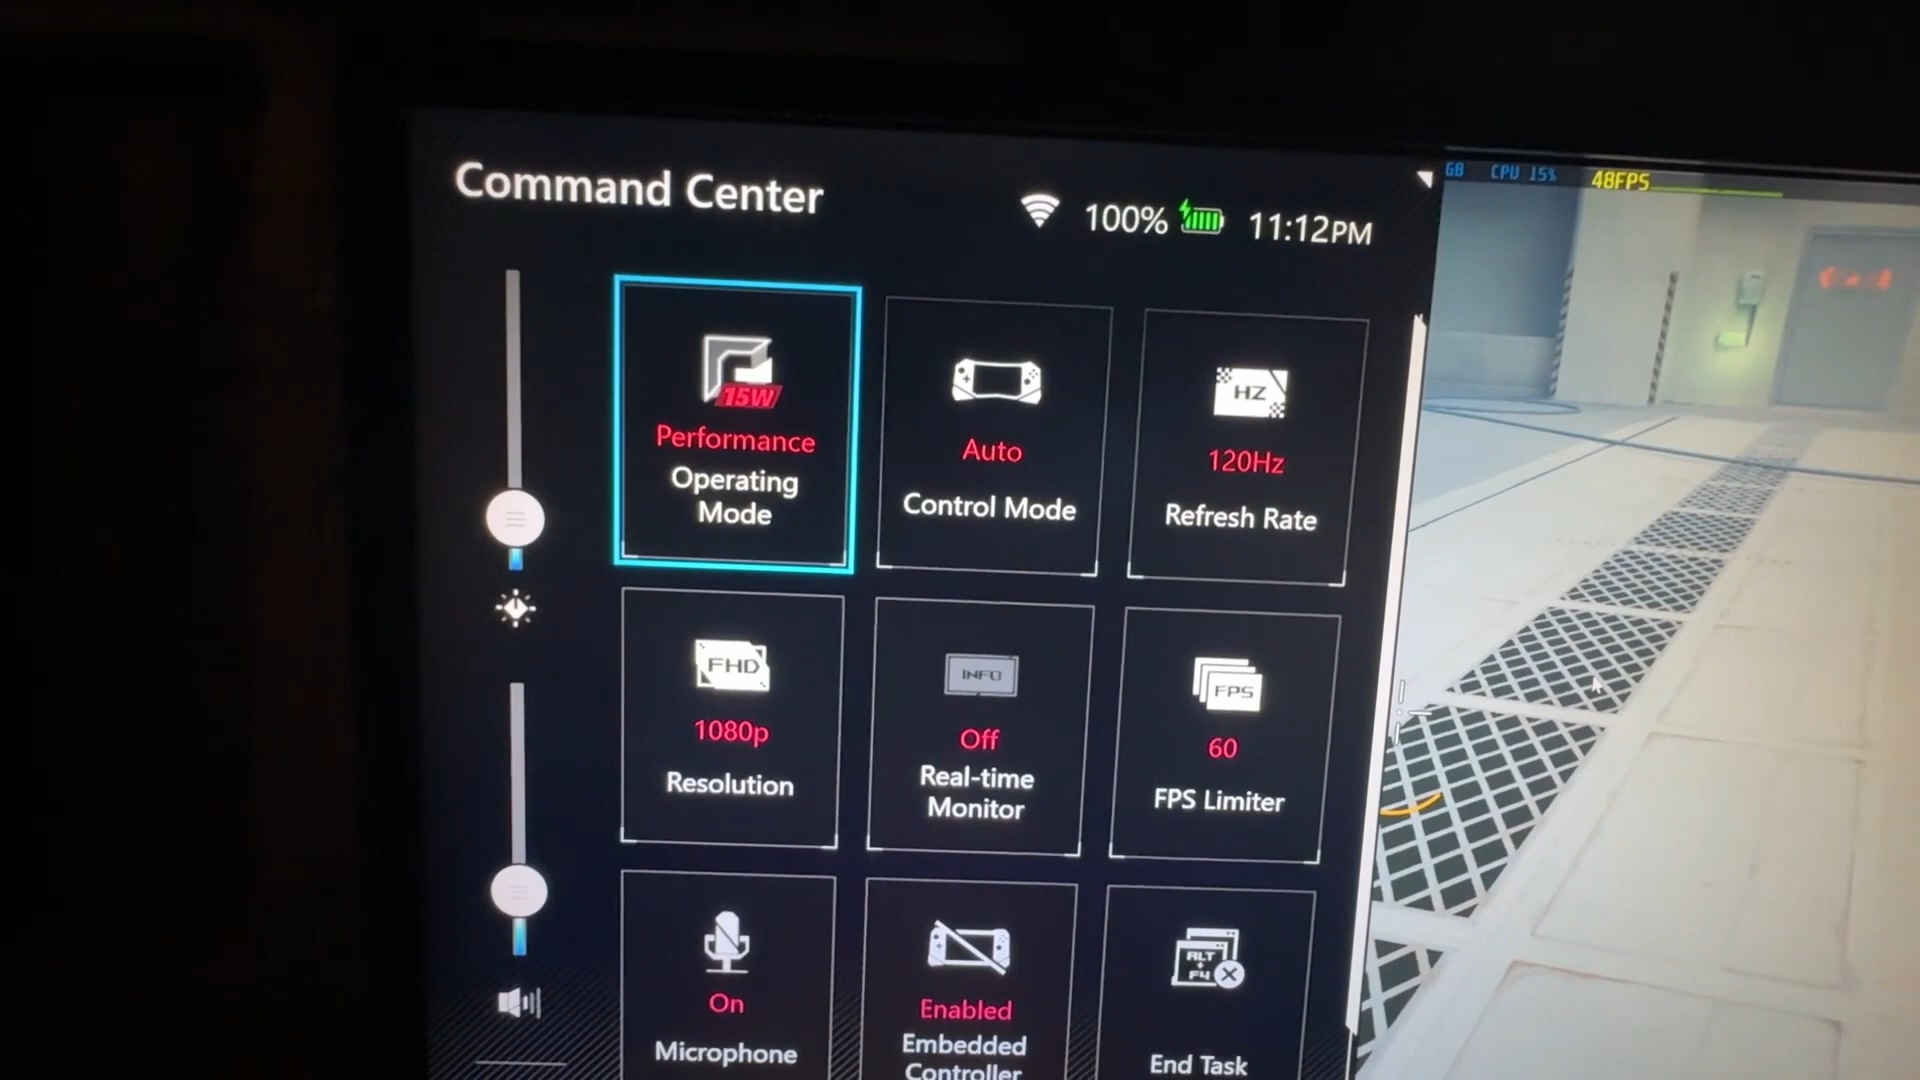 Command Center
100%
11:12PM
GB CPU 15% 48FPS
15W
Performance
Operating
Mode
Auto
Control Mode
HZ
120Hz
Refresh Rate
FHD
1080p
Resolution
INFO
Off
Real-time
Monitor
FPS
60
FPS Limiter
On
Microphone
Enabled
Embedded
Controller
ALT
+
F4
End Task